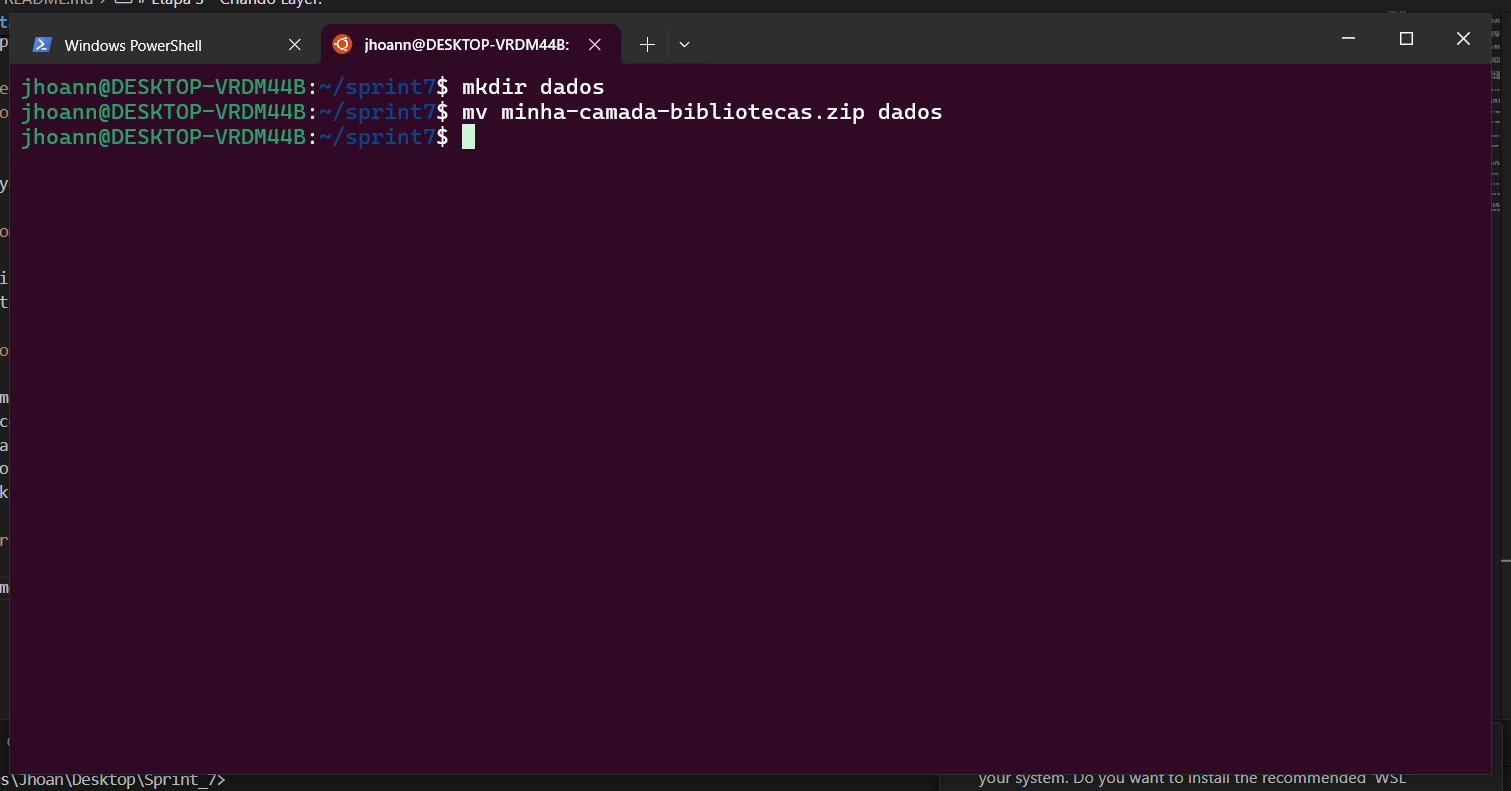 README.md > # Etapa 3 - Criando Layer:
Windows PowerShell
jhoann@DESKTOP-VRDM44B:
jhoann@DESKTOP-VRDM44B:~/sprint7$ mkdir dados
jhoann@DESKTOP-VRDM44B:~/sprint7$ mv minha-camada-bibliotecas.zip dados
jhoann@DESKTOP-VRDM44B:~/sprint7$
s\Jhoan\Desktop\Sprint_7>
your system. Do you want to install the recommended 'WSL'